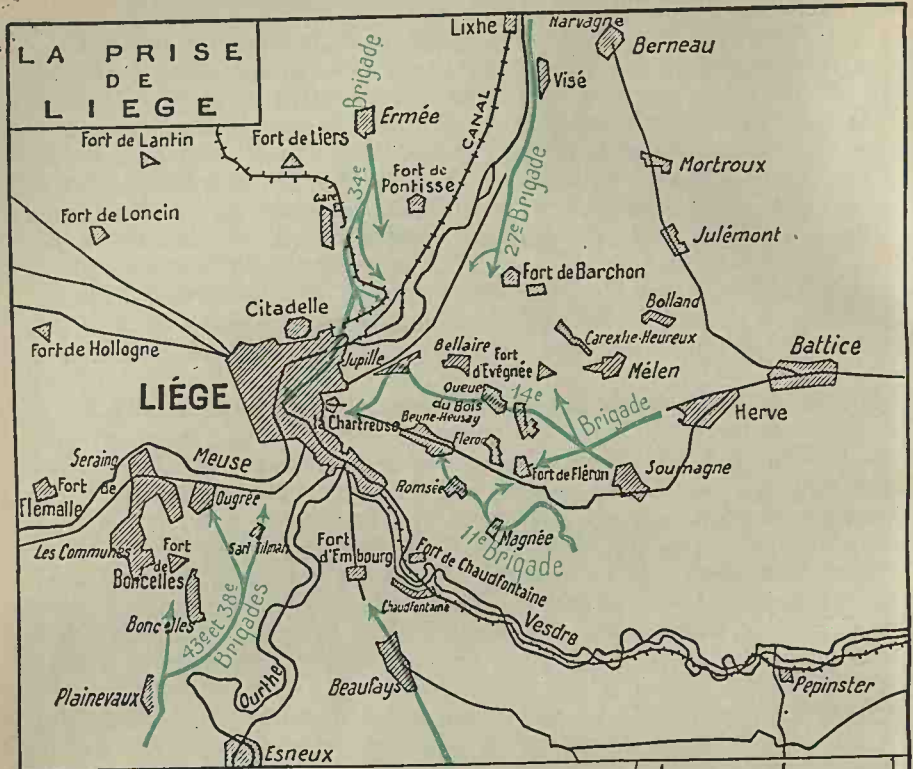 LA PRISE
DE
LIEGE
Lixhe
Narvagne
Berneau
Brigade
Visé
Fort de Lantin
Fort de Liers
Ermée
CANAL
Mortroux
34e
Fort de
Pontisse
27e Brigade
Fort de Loncin
Gare
Julémont
Fort de Barchon
Citadelle
Bolland
Fort de Hollogne
Jupille
Bellaire
Fort
d'Evégnée
Carexhe-Heureux
Mélen
Battice
LIÉGE
Queue
du Bois
14e
Brigade
Herve
la Chartreuse
Beyne-Heusay
Fleron
Seraing
Meuse
Fort de Fléron
Soumagne
Fort
de
Flemalle
Ougrée
Romsée
Magnée
11e Brigade
Les Communes
Fort
de
Boncelles
Sart Tilman
Fort
d'Embourg
Fort de Chaudfontaine
Chaudfontaine
Boncelles
43e et 38e
Brigades
Vesdre
Plainevaux
Ourthe
Beaufays
Pepinster
Esneux